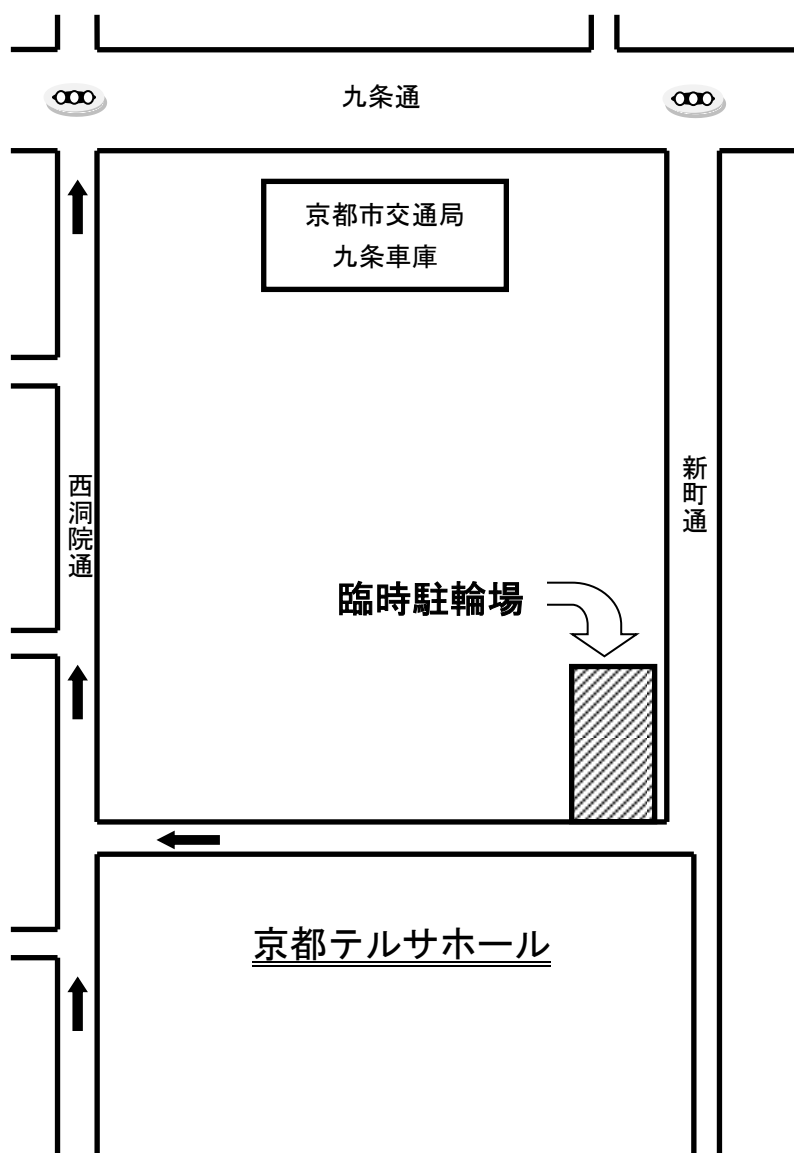 九条通
京都市交通局
九条車庫
西洞院通
新町通
臨時駐輪場
京都テルサホール